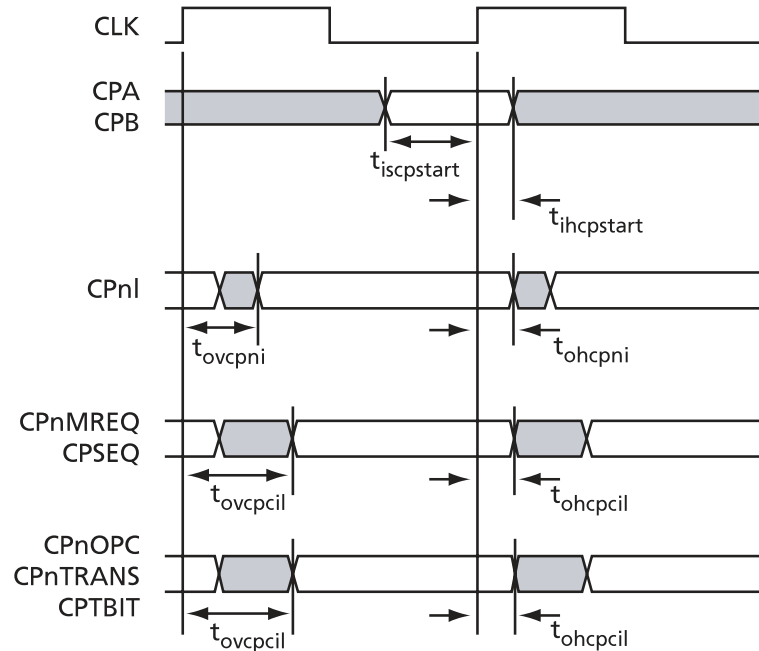 CLK
CPA
CPB
tiscpstart
tihcpstart
CPnI
tovcpni
tohcpni
CPnMREQ
CPSEQ
tovcpcil
tohcpcil
CPnOPC
CPnTRANS
CPTBIT
tovcpcil
tohcpcil